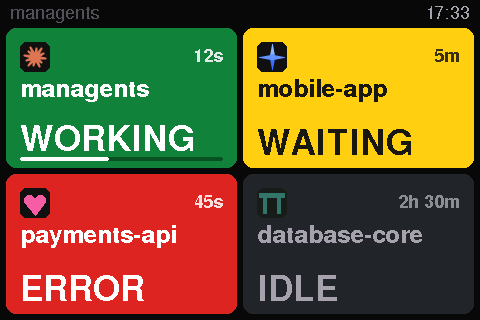 managents 17:33
12s
managents
WORKING
5m
mobile-app
WAITING
45s
payments-api
ERROR
2h 30m
database-core
IDLE